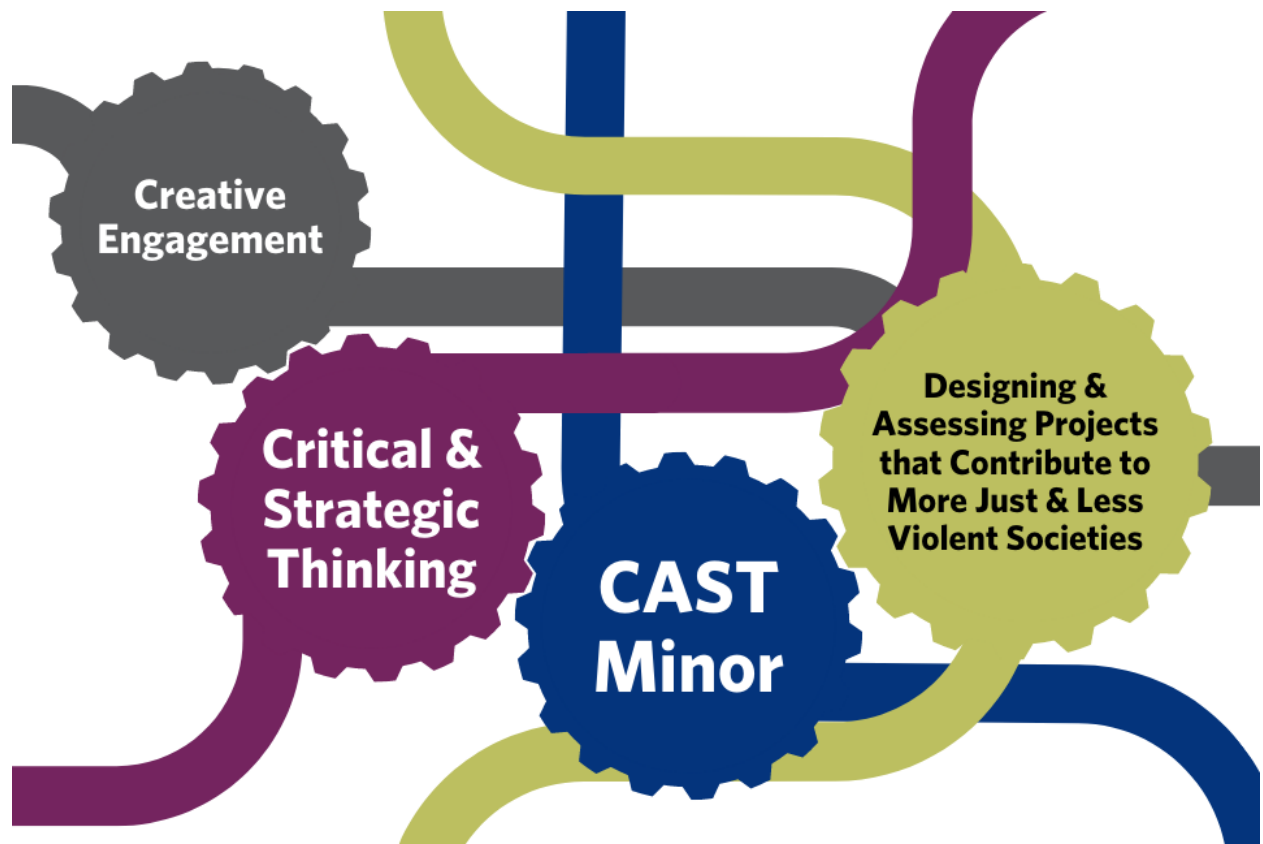 Creative
Engagement
Critical &
Strategic
Thinking
CAST
Minor
Designing &
Assessing Projects
that Contribute to
More Just & Less
Violent Societies